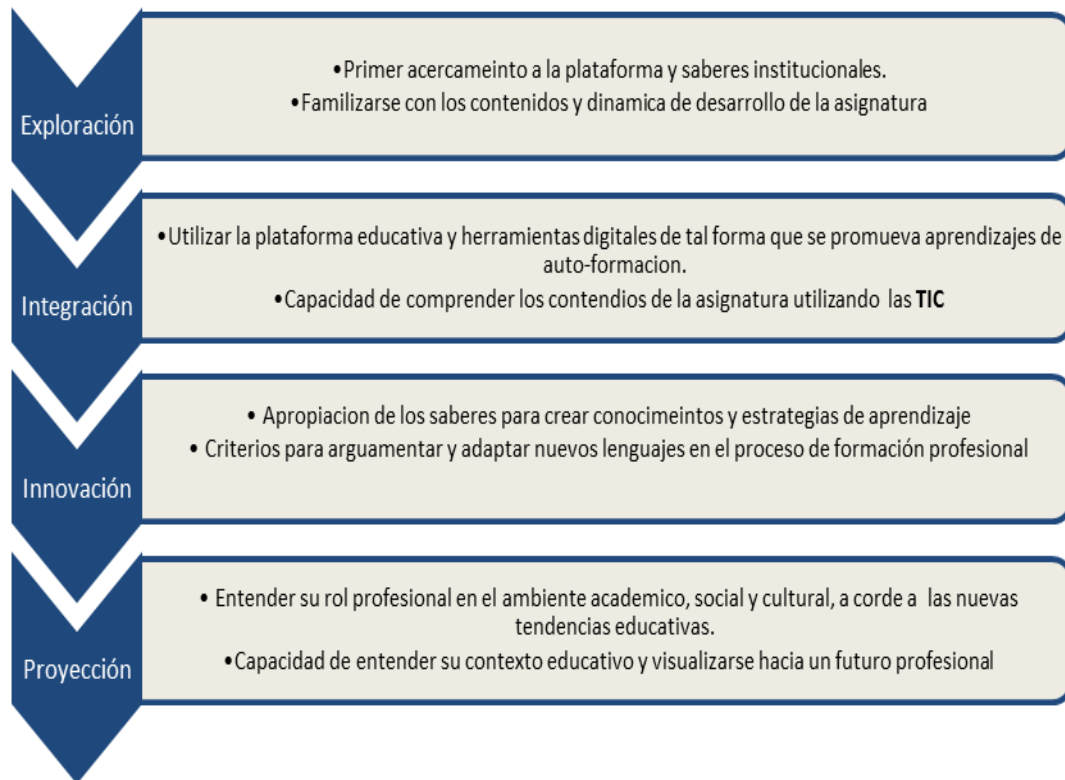 Exploración
•Primer acercameinto a la plataforma y saberes institucionales.
•Familizarse con los contenidos y dinamica de desarrollo de la asignatura
Integración
•Utilizar la plataforma educativa y herramientas digitales de tal forma que se promueva aprendizajes de
auto-formacion.
•Capacidad de comprender los contendios de la asignatura utilizando las TIC
Innovación
• Apropiacion de los saberes para crear conocimeintos y estrategias de aprendizaje
• Criterios para arguamentar y adaptar nuevos lenguajes en el proceso de formación profesional
Proyección
• Entender su rol profesional en el ambiente academico, social y cultural, a corde a las nuevas
tendencias educativas.
•Capacidad de entender su contexto educativo y visualizarse hacia un futuro profesional